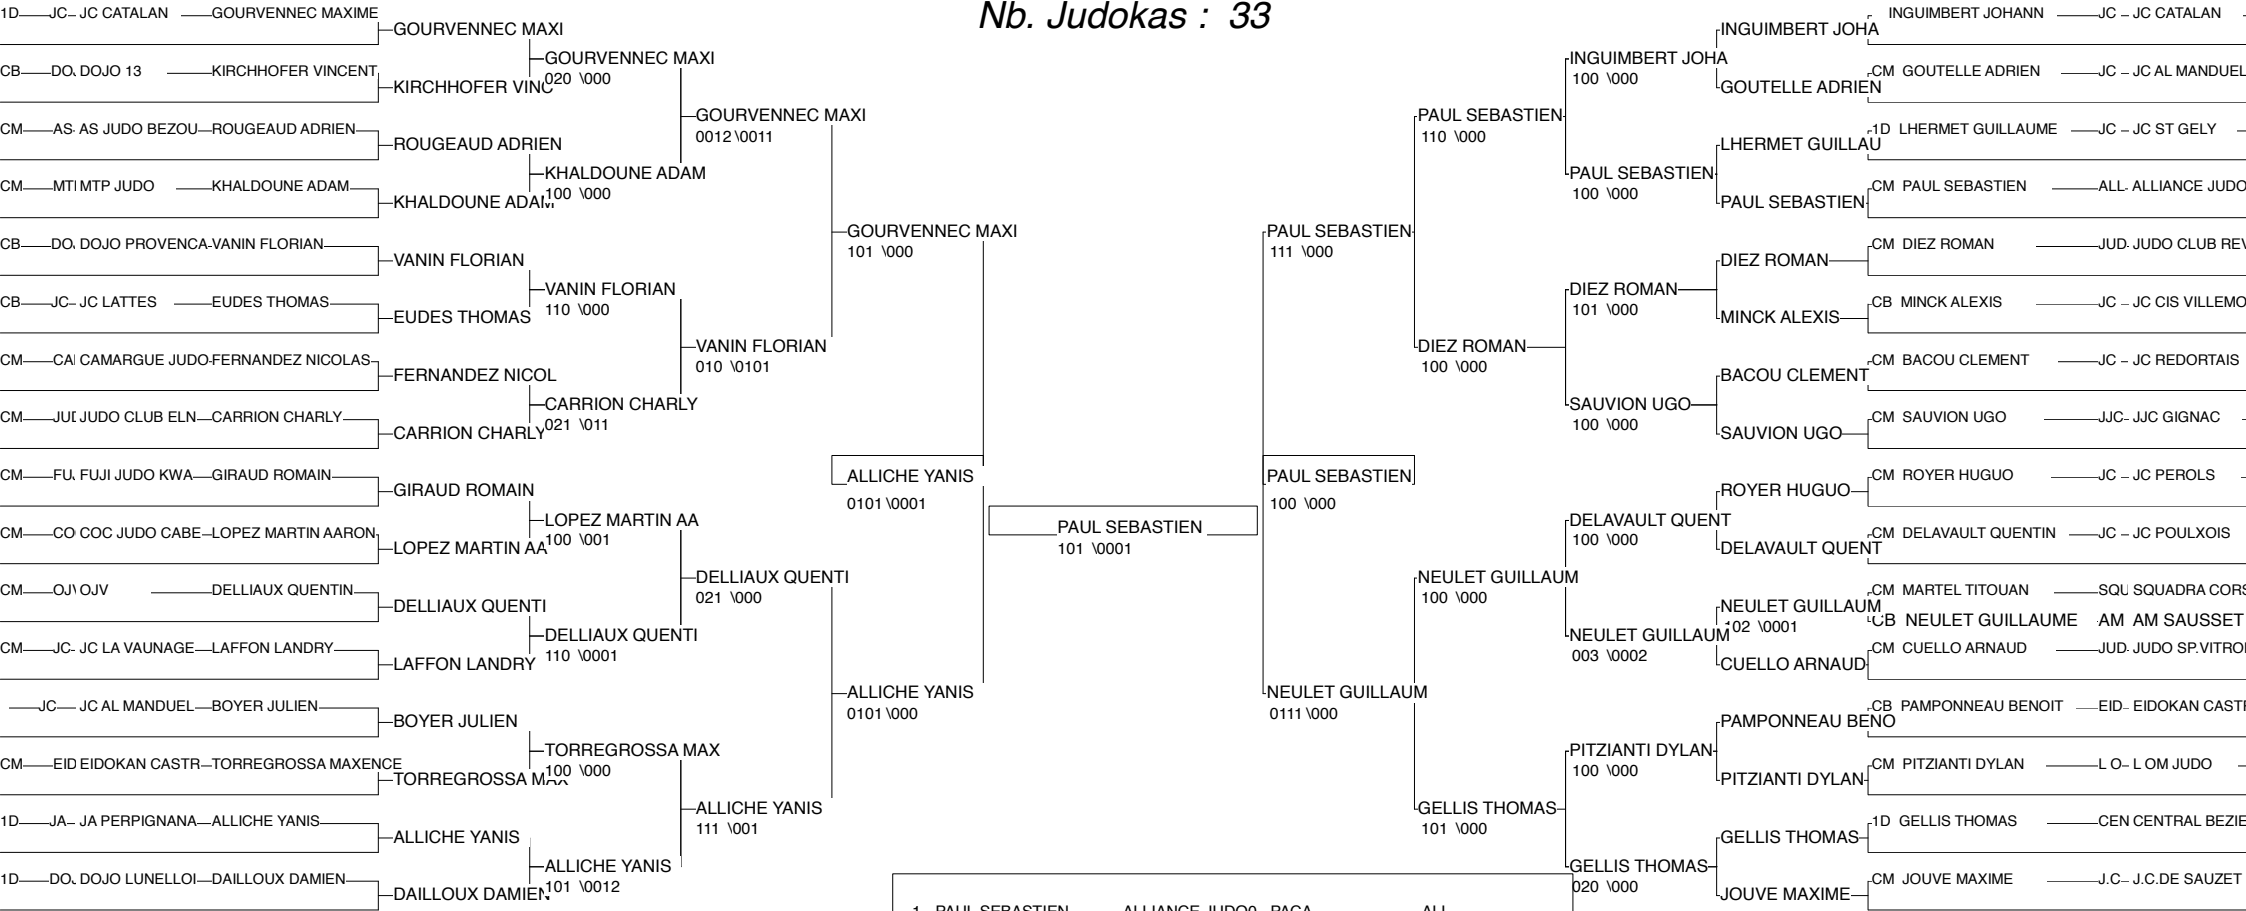 Nb. Judokas : 33
1D JC JC CATALAN GOURVENNEC MAXIME
CB DO DOJO 13 KIRCHHOFER VINCENT
CM AS AS JUDO BEZOU ROUGEAUD ADRIEN
CM MTP JUDO KHALDOUNE ADAM
CB DO DOJO PROVENCA VANIN FLORIAN
CB JC JC LATTES EUDES THOMAS
CM CAMARGUE JUDO FERNANDEZ NICOLAS
CM JUDO CLUB ELN CARRION CHARLY
CM FU FUJI JUDO KWA GIRAUD ROMAIN
CM CO COC JUDO CABE LOPEZ MARTIN AARON
CM OJV DELLIAUX QUENTIN
CM JC JC LA VAUNAGE LAFFON LANDRY
JC JC AL MANDUEL BOYER JULIEN
CM EID EIDOKAN CASTR TORREGROSSA MAXENCE
1D JA JA PERPIGNANA ALLICHE YANIS
1D DO DOJO LUNELLOI DAILLOUX DAMIEN
GOURVENNEC MAXI
KIRCHHOFER VINC
ROUGEAUD ADRIEN
KHALDOUNE ADAM
VANIN FLORIAN
EUDES THOMAS
FERNANDEZ NICOL
CARRION CHARLY
GIRAUD ROMAIN
LOPEZ MARTIN AA
DELLIAUX QUENTI
LAFFON LANDRY
BOYER JULIEN
TORREGROSSA MAX
ALLICHE YANIS
DAILLOUX DAMIEN
GOURVENNEC MAXI
020 \000
KHALDOUNE ADAM
100 \000
VANIN FLORIAN
110 \000
CARRION CHARLY
021 \011
LOPEZ MARTIN AA
100 \001
DELLIAUX QUENTI
110 \0001
TORREGROSSA MAX
100 \000
ALLICHE YANIS
101 \0012
GOURVENNEC MAXI
0012 \0011
VANIN FLORIAN
010 \0101
DELLIAUX QUENTI
021 \000
ALLICHE YANIS
111 \001
GOURVENNEC MAXI
101 \000
ALLICHE YANIS
0101 \000
ALLICHE YANIS
0101 \0001
PAUL SEBASTIEN
101 \0001
PAUL SEBASTIEN
100 \000
PAUL SEBASTIEN
111 \000
NEULET GUILLAUM
0111 \000
PAUL SEBASTIEN
110 \000
DIEZ ROMAN
100 \000
NEULET GUILLAUM
100 \000
GELLIS THOMAS
101 \000
INGUIMBERT JOHA
100 \000
PAUL SEBASTIEN
100 \000
DIEZ ROMAN
101 \000
SAUVION UGO
100 \000
DELAVAULT QUENT
100 \000
NEULET GUILLAUM
003 \0002
PITZIANTI DYLAN
100 \000
GELLIS THOMAS
020 \000
INGUIMBERT JOHA
GOUTELLE ADRIEN
LHERMET GUILLAU
PAUL SEBASTIEN
DIEZ ROMAN
MINCK ALEXIS
BACOU CLEMENT
SAUVION UGO
ROYER HUGUO
DELAVAULT QUENT
NEULET GUILLAUM
102 \0001
CUELLO ARNAUD
PAMPONNEAU BENO
PITZIANTI DYLAN
GELLIS THOMAS
JOUVE MAXIME
INGUIMBERT JOHANN JC JC CATALAN
CM GOUTELLE ADRIEN JC JC AL MANDUEL
1D LHERMET GUILLAUME JC JC ST GELY
CM PAUL SEBASTIEN ALL ALLIANCE JUDO
CM DIEZ ROMAN JUD JUDO CLUB REV
CB MINCK ALEXIS JC JC CIS VILLEMO
CM BACOU CLEMENT JC JC REDORTAIS
CM SAUVION UGO JJC JJC GIGNAC
CM ROYER HUGUO JC JC PEROLS
CM DELAVAULT QUENTIN JC JC POULXOIS
CM MARTEL TITOUAN SQU SQUADRA CORS
CB NEULET GUILLAUME AM AM SAUSSET
CM CUELLO ARNAUD JUD JUDO SP.VITRO
CB PAMPONNEAU BENOIT EID EIDOKAN CAST
CM PITZIANTI DYLAN L O L OM JUDO
1D GELLIS THOMAS CEN CENTRAL BEZIE
CM JOUVE MAXIME J.C J.C.DE SAUZET
1 PAUL SEBASTIEN ALLIANCE JUDO0 PACA ALL